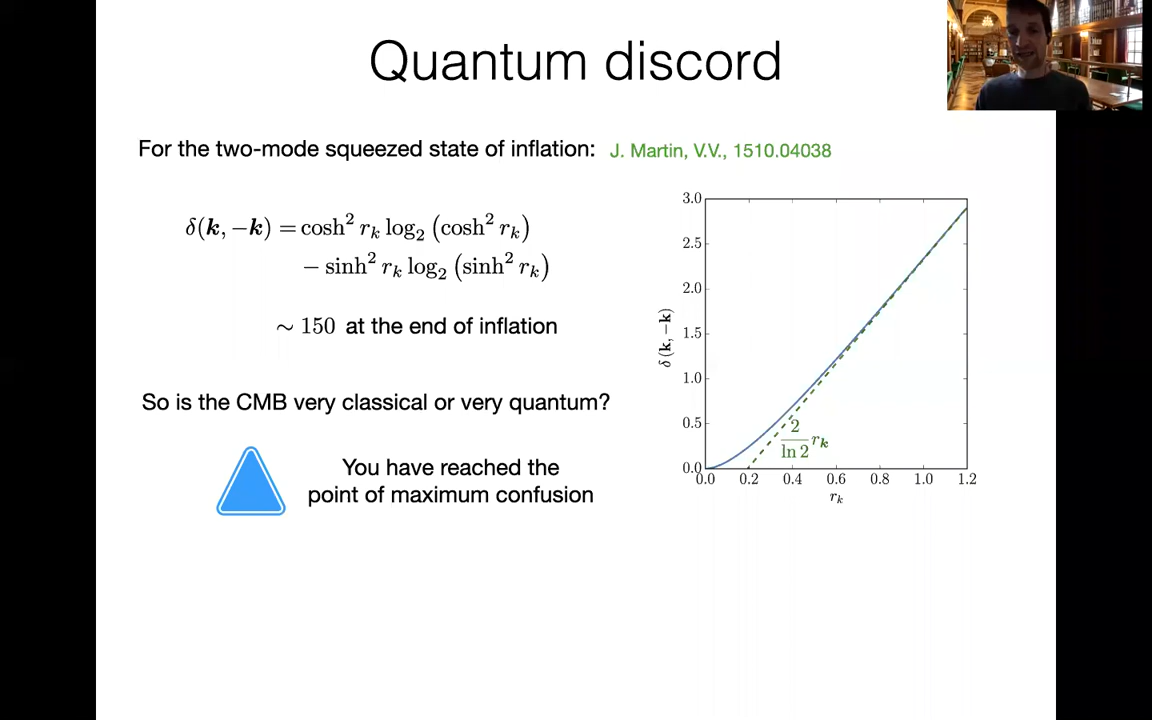 Quantum discord
For the two-mode squeezed state of inflation: J. Martin, V.V., 1510.04038
δ(k, −k) = cosh² r_k log₂ (cosh² r_k)
− sinh² r_k log₂ (sinh² r_k)
∼ 150 at the end of inflation
So is the CMB very classical or very quantum?
You have reached the
point of maximum confusion
3.0
2.5
2.0
1.5
1.0
0.5
0.0
δ(k, −k)
2/ln 2 r_k
0.0 0.2 0.4 0.6 0.8 1.0 1.2
r_k